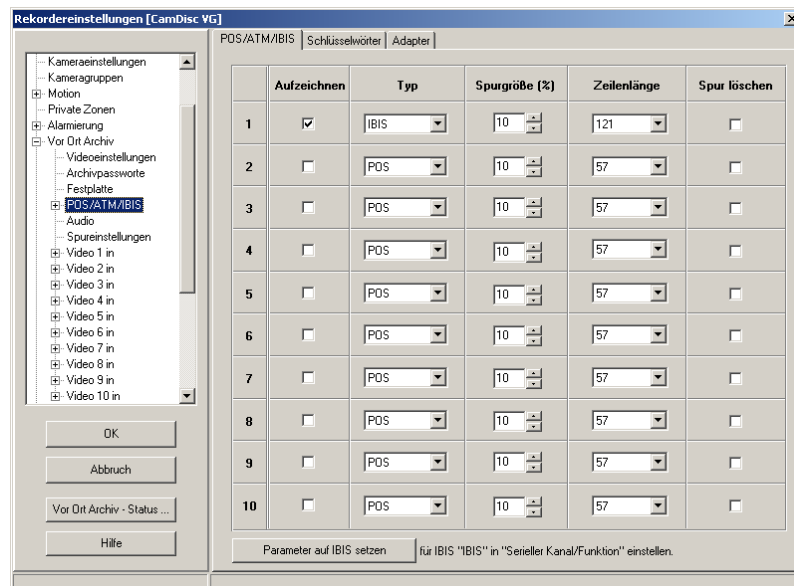 Rekordereinstellungen [CamDisc VG]
Kameraeinstellungen
Kameragruppen
Motion
Private Zonen
Alarmierung
Vor Ort Archiv
Videoeinstellungen
Archivpassworte
Festplatte
POS/ATM/IBIS
Audio
Spureinstellungen
Video 1 in
Video 2 in
Video 3 in
Video 4 in
Video 5 in
Video 6 in
Video 7 in
Video 8 in
Video 9 in
Video 10 in
OK
Abbruch
Vor Ort Archiv - Status ...
Hilfe
POS/ATM/IBIS Schlüsselwörter Adapter
Aufzeichnen Typ Spurgröße (%) Zeilenlänge Spur löschen
1 IBIS 10 121
2 POS 10 57
3 POS 10 57
4 POS 10 57
5 POS 10 57
6 POS 10 57
7 POS 10 57
8 POS 10 57
9 POS 10 57
10 POS 10 57
Parameter auf IBIS setzen für IBIS "IBIS" in "Serieller Kanal/Funktion" einstellen.